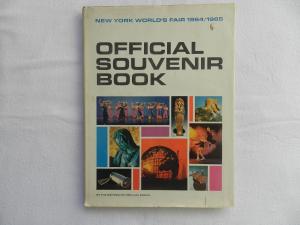 NEW YORK WORLD'S FAIR 1964/1965
OFFICIAL
SOUVENIR
BOOK